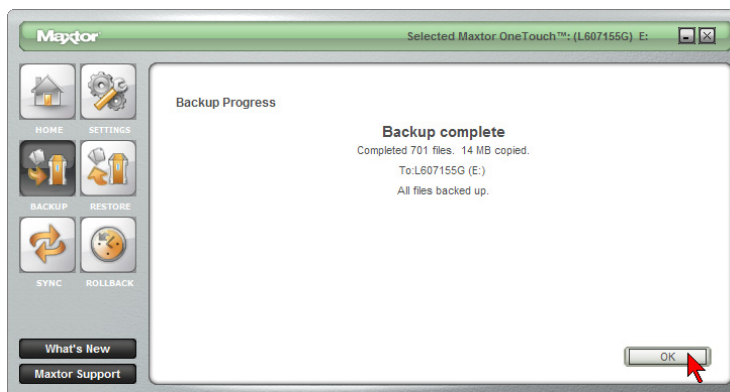 Maxtor
Selected Maxtor OneTouch™: (L607155G) E:
HOME SETTINGS
BACKUP RESTORE
SYNC ROLLBACK
What's New
Maxtor Support
Backup Progress
Backup complete
Completed 701 files. 14 MB copied.
To:L607155G (E:)
All files backed up.
OK